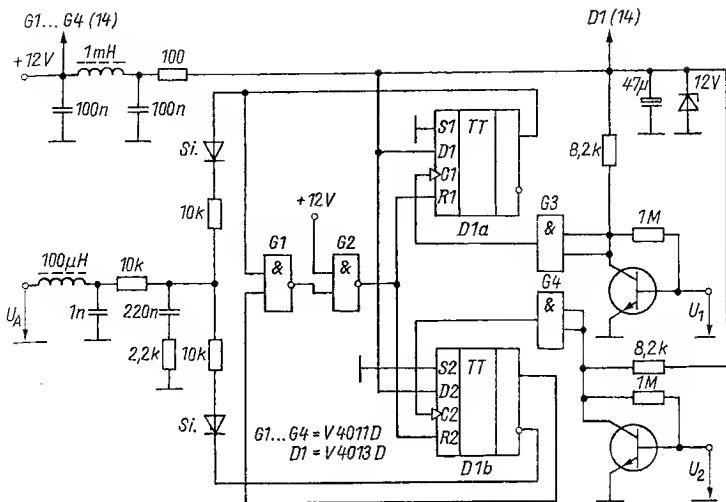 G1...G4 (14)
D1 (14)
+12V
1mH
100
100n
100n
47µ
12V
Si.
S1
TT
D1
C1
R1
D1a
8,2k
10k
+12V
G1
&
G2
&
G3
&
1M
G4
&
U1
100µH
10k
1n
220n
UA
2,2k
10k
Si.
S2
TT
D2
C2
R2
D1b
8,2k
1M
U2
G1...G4 = V4011D
D1 = V4013D